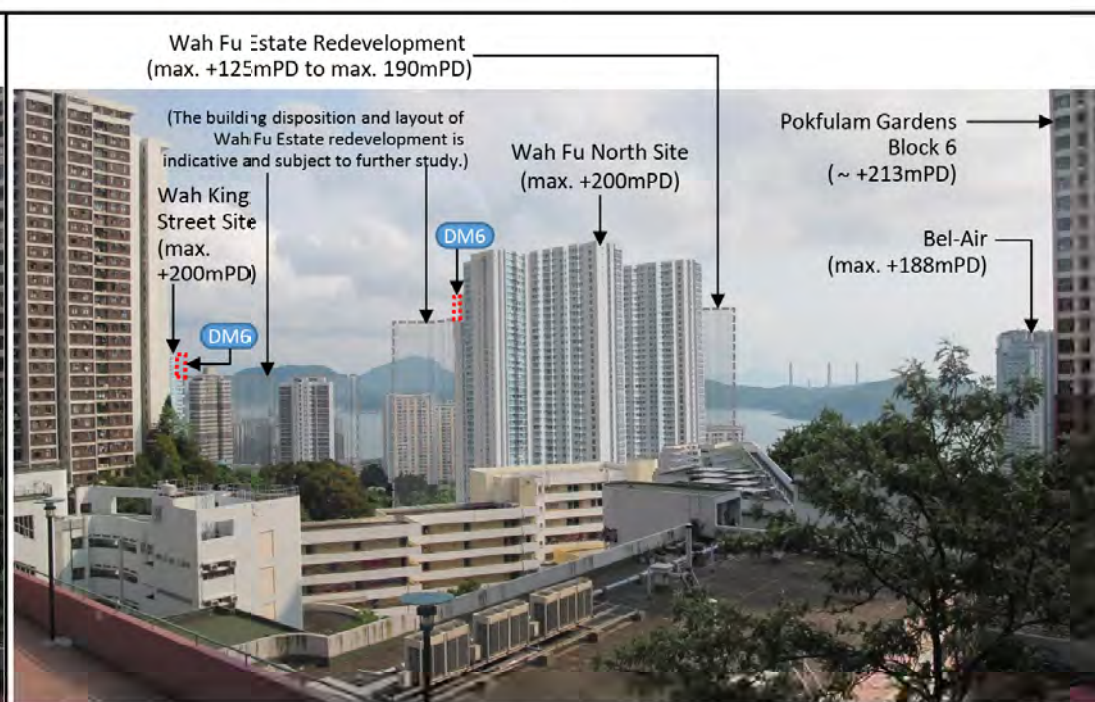 Wah Fu Estate Redevelopment
(max. +125mPD to max. 190mPD)
(The building disposition and layout of
Wah Fu Estate redevelopment is
indicative and subject to further study.)
Wah King
Street Site
(max.
+200mPD)
DM6
DM6
Wah Fu North Site
(max. +200mPD)
Pokfulam Gardens
Block 6
(~ +213mPD)
Bel-Air
(max. +188mPD)